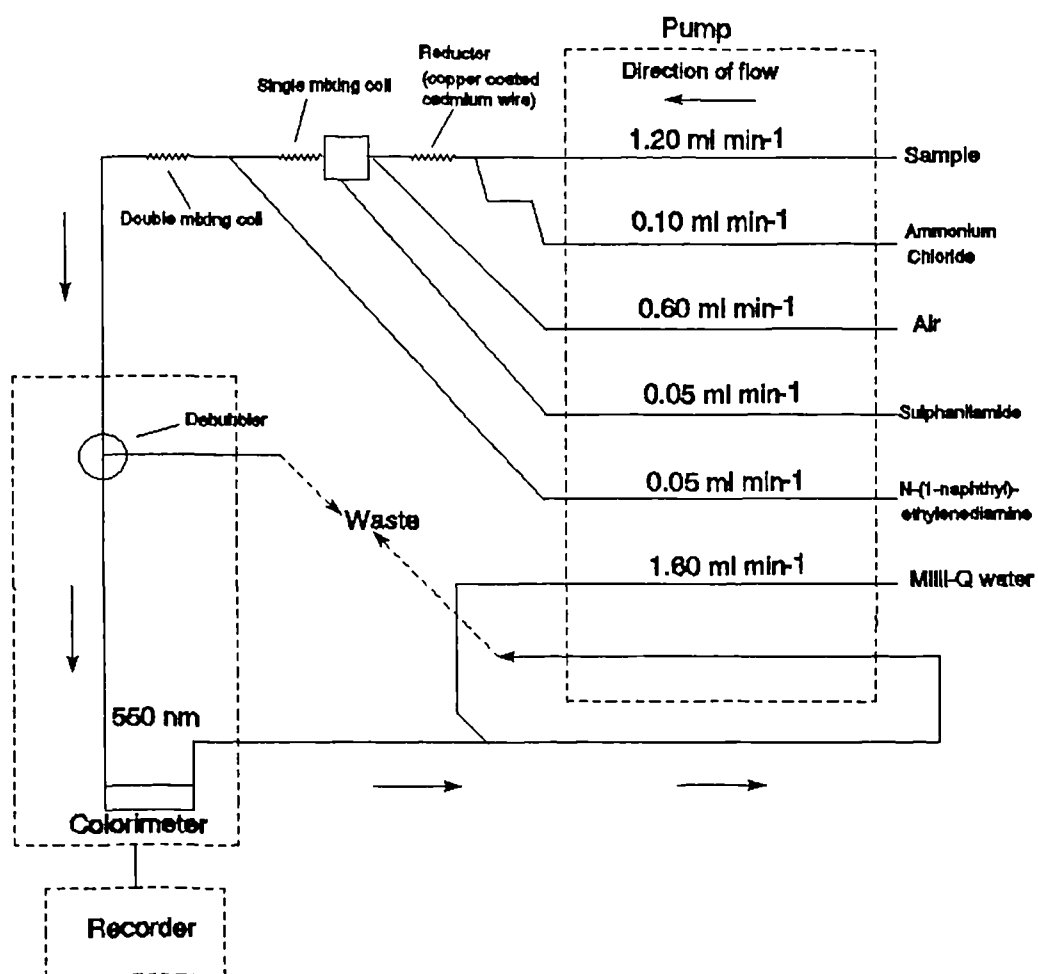 Pump
Reductor
(copper coated
cadmium wire)
Single mixing coil
Direction of flow
1.20 ml min-1
Sample
Double mixing coil
0.10 ml min-1
Ammonium
Chloride
0.60 ml min-1
Air
0.05 ml min-1
Sulphanilamide
Debubbler
0.05 ml min-1
N-(1-naphthyl)-
ethylenediamine
Waste
1.60 ml min-1
Milli-Q water
550 nm
Colorimeter
Recorder